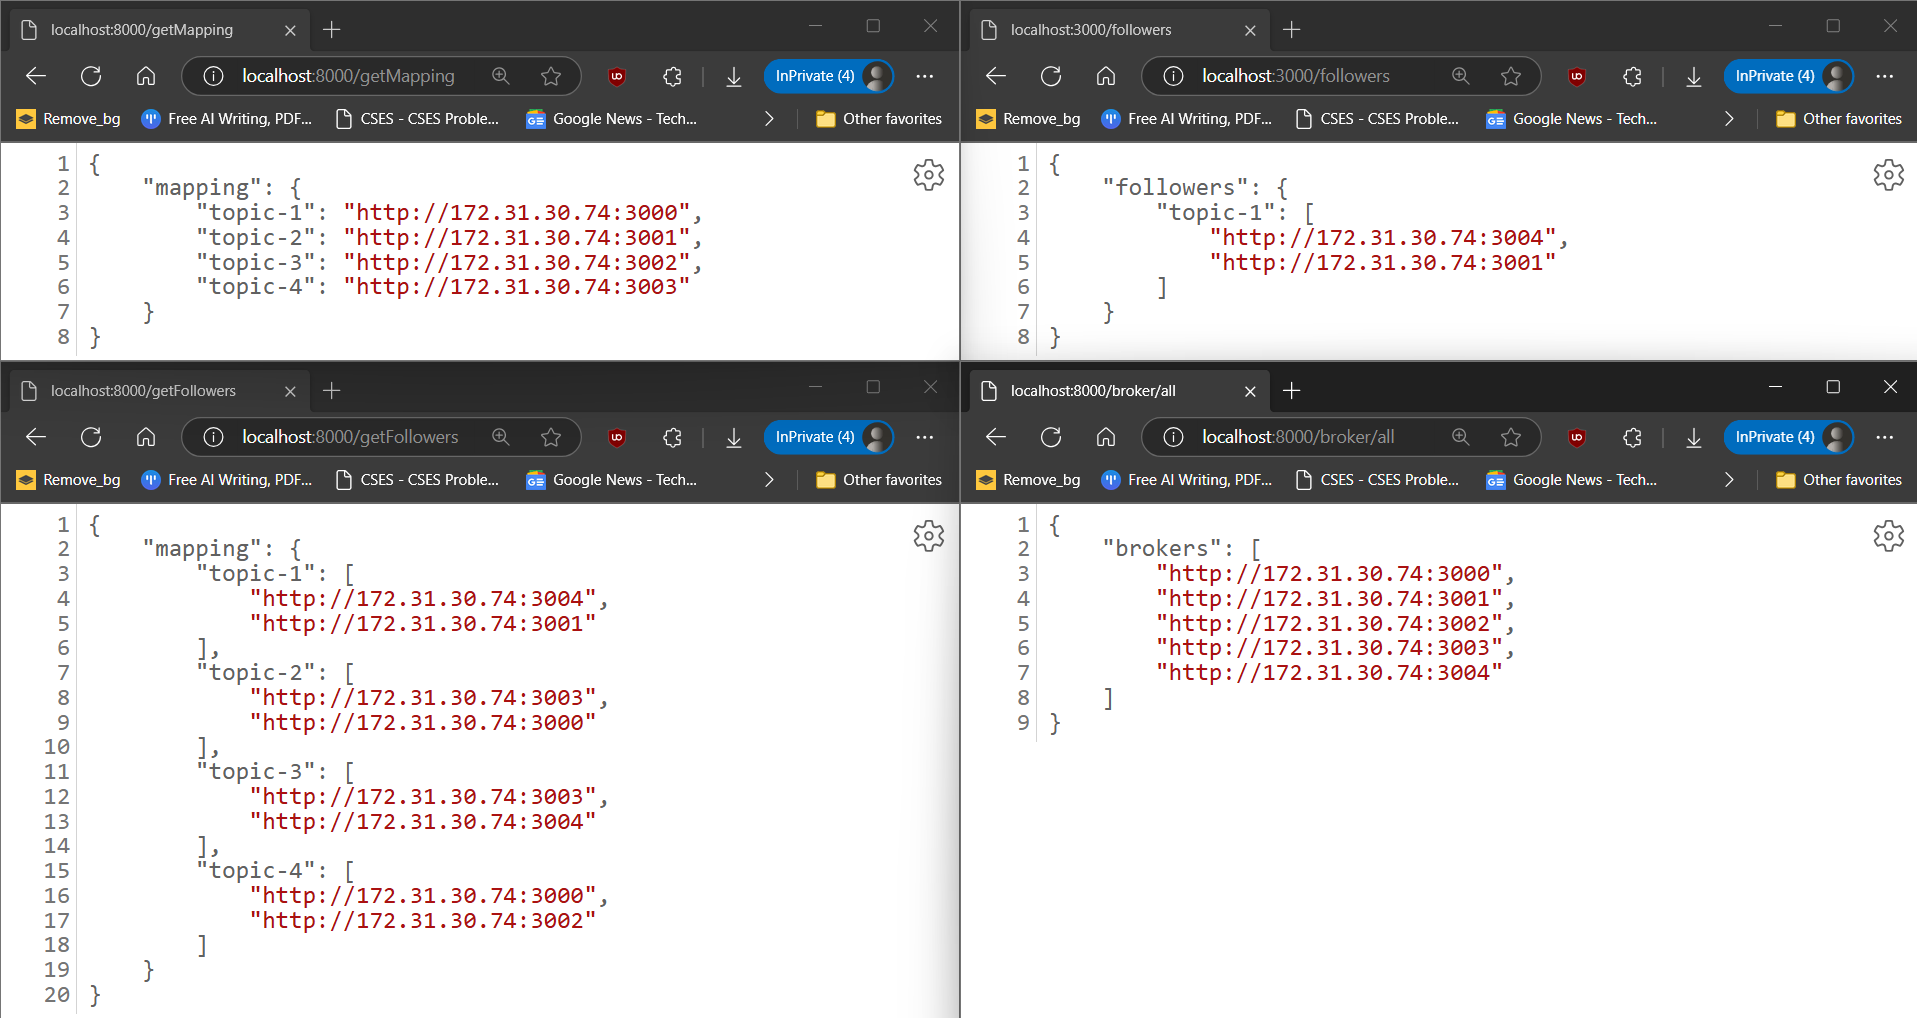 localhost:8000/getMapping
localhost:8000/getMapping
InPrivate (4)
Remove_bg
Free AI Writing, PDF...
CSES - CSES Proble...
Google News - Tech...
Other favorites
1 {
2     "mapping": {
3         "topic-1": "http://172.31.30.74:3000",
4         "topic-2": "http://172.31.30.74:3001",
5         "topic-3": "http://172.31.30.74:3002",
6         "topic-4": "http://172.31.30.74:3003"
7     }
8 }
localhost:3000/followers
localhost:3000/followers
InPrivate (4)
Remove_bg
Free AI Writing, PDF...
CSES - CSES Proble...
Google News - Tech...
Other favorites
1 {
2     "followers": {
3         "topic-1": [
4             "http://172.31.30.74:3004",
5             "http://172.31.30.74:3001"
6         ]
7     }
8 }
localhost:8000/getFollowers
localhost:8000/getFollowers
InPrivate (4)
Remove_bg
Free AI Writing, PDF...
CSES - CSES Proble...
Google News - Tech...
Other favorites
1 {
2     "mapping": {
3         "topic-1": [
4             "http://172.31.30.74:3004",
5             "http://172.31.30.74:3001"
6         ],
7         "topic-2": [
8             "http://172.31.30.74:3003",
9             "http://172.31.30.74:3000"
10         ],
11         "topic-3": [
12             "http://172.31.30.74:3003",
13             "http://172.31.30.74:3004"
14         ],
15         "topic-4": [
16             "http://172.31.30.74:3000",
17             "http://172.31.30.74:3002"
18         ]
19     }
20 }
localhost:8000/broker/all
localhost:8000/broker/all
InPrivate (4)
Remove_bg
Free AI Writing, PDF...
CSES - CSES Proble...
Google News - Tech...
Other favorites
1 {
2     "brokers": [
3         "http://172.31.30.74:3000",
4         "http://172.31.30.74:3001",
5         "http://172.31.30.74:3002",
6         "http://172.31.30.74:3003",
7         "http://172.31.30.74:3004"
8     ]
9 }